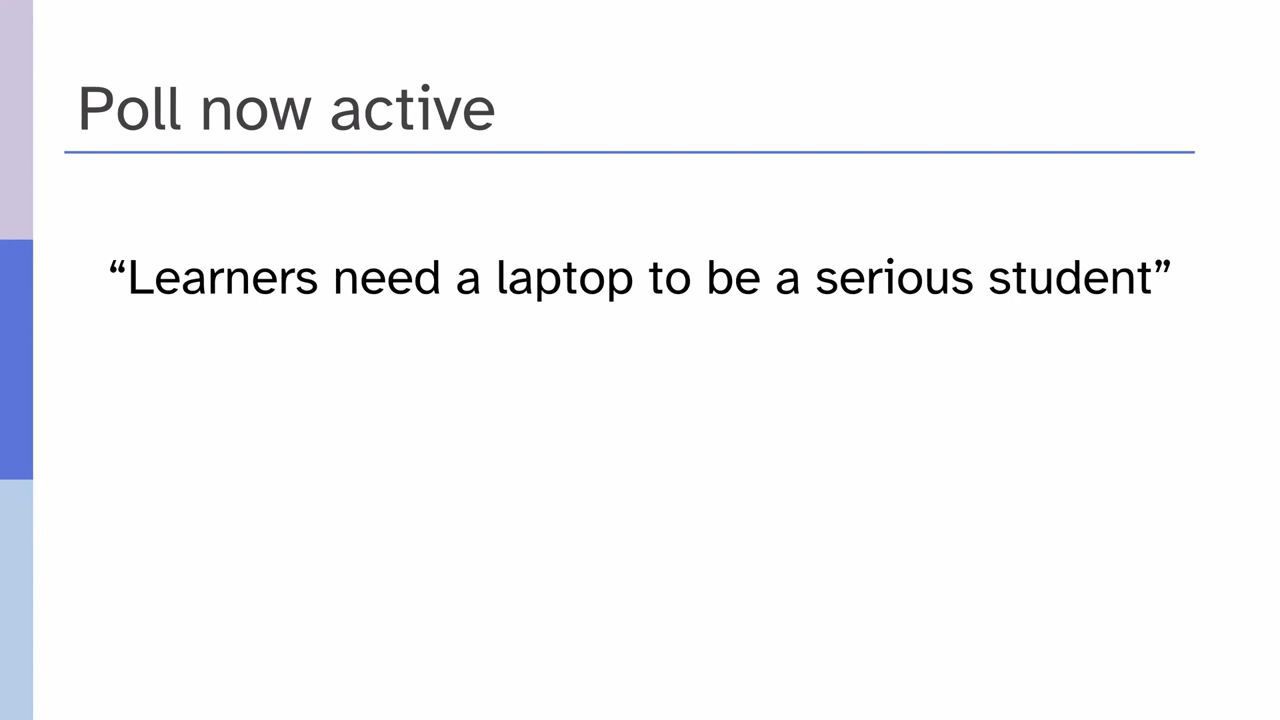 Poll now active
“Learners need a laptop to be a serious student”